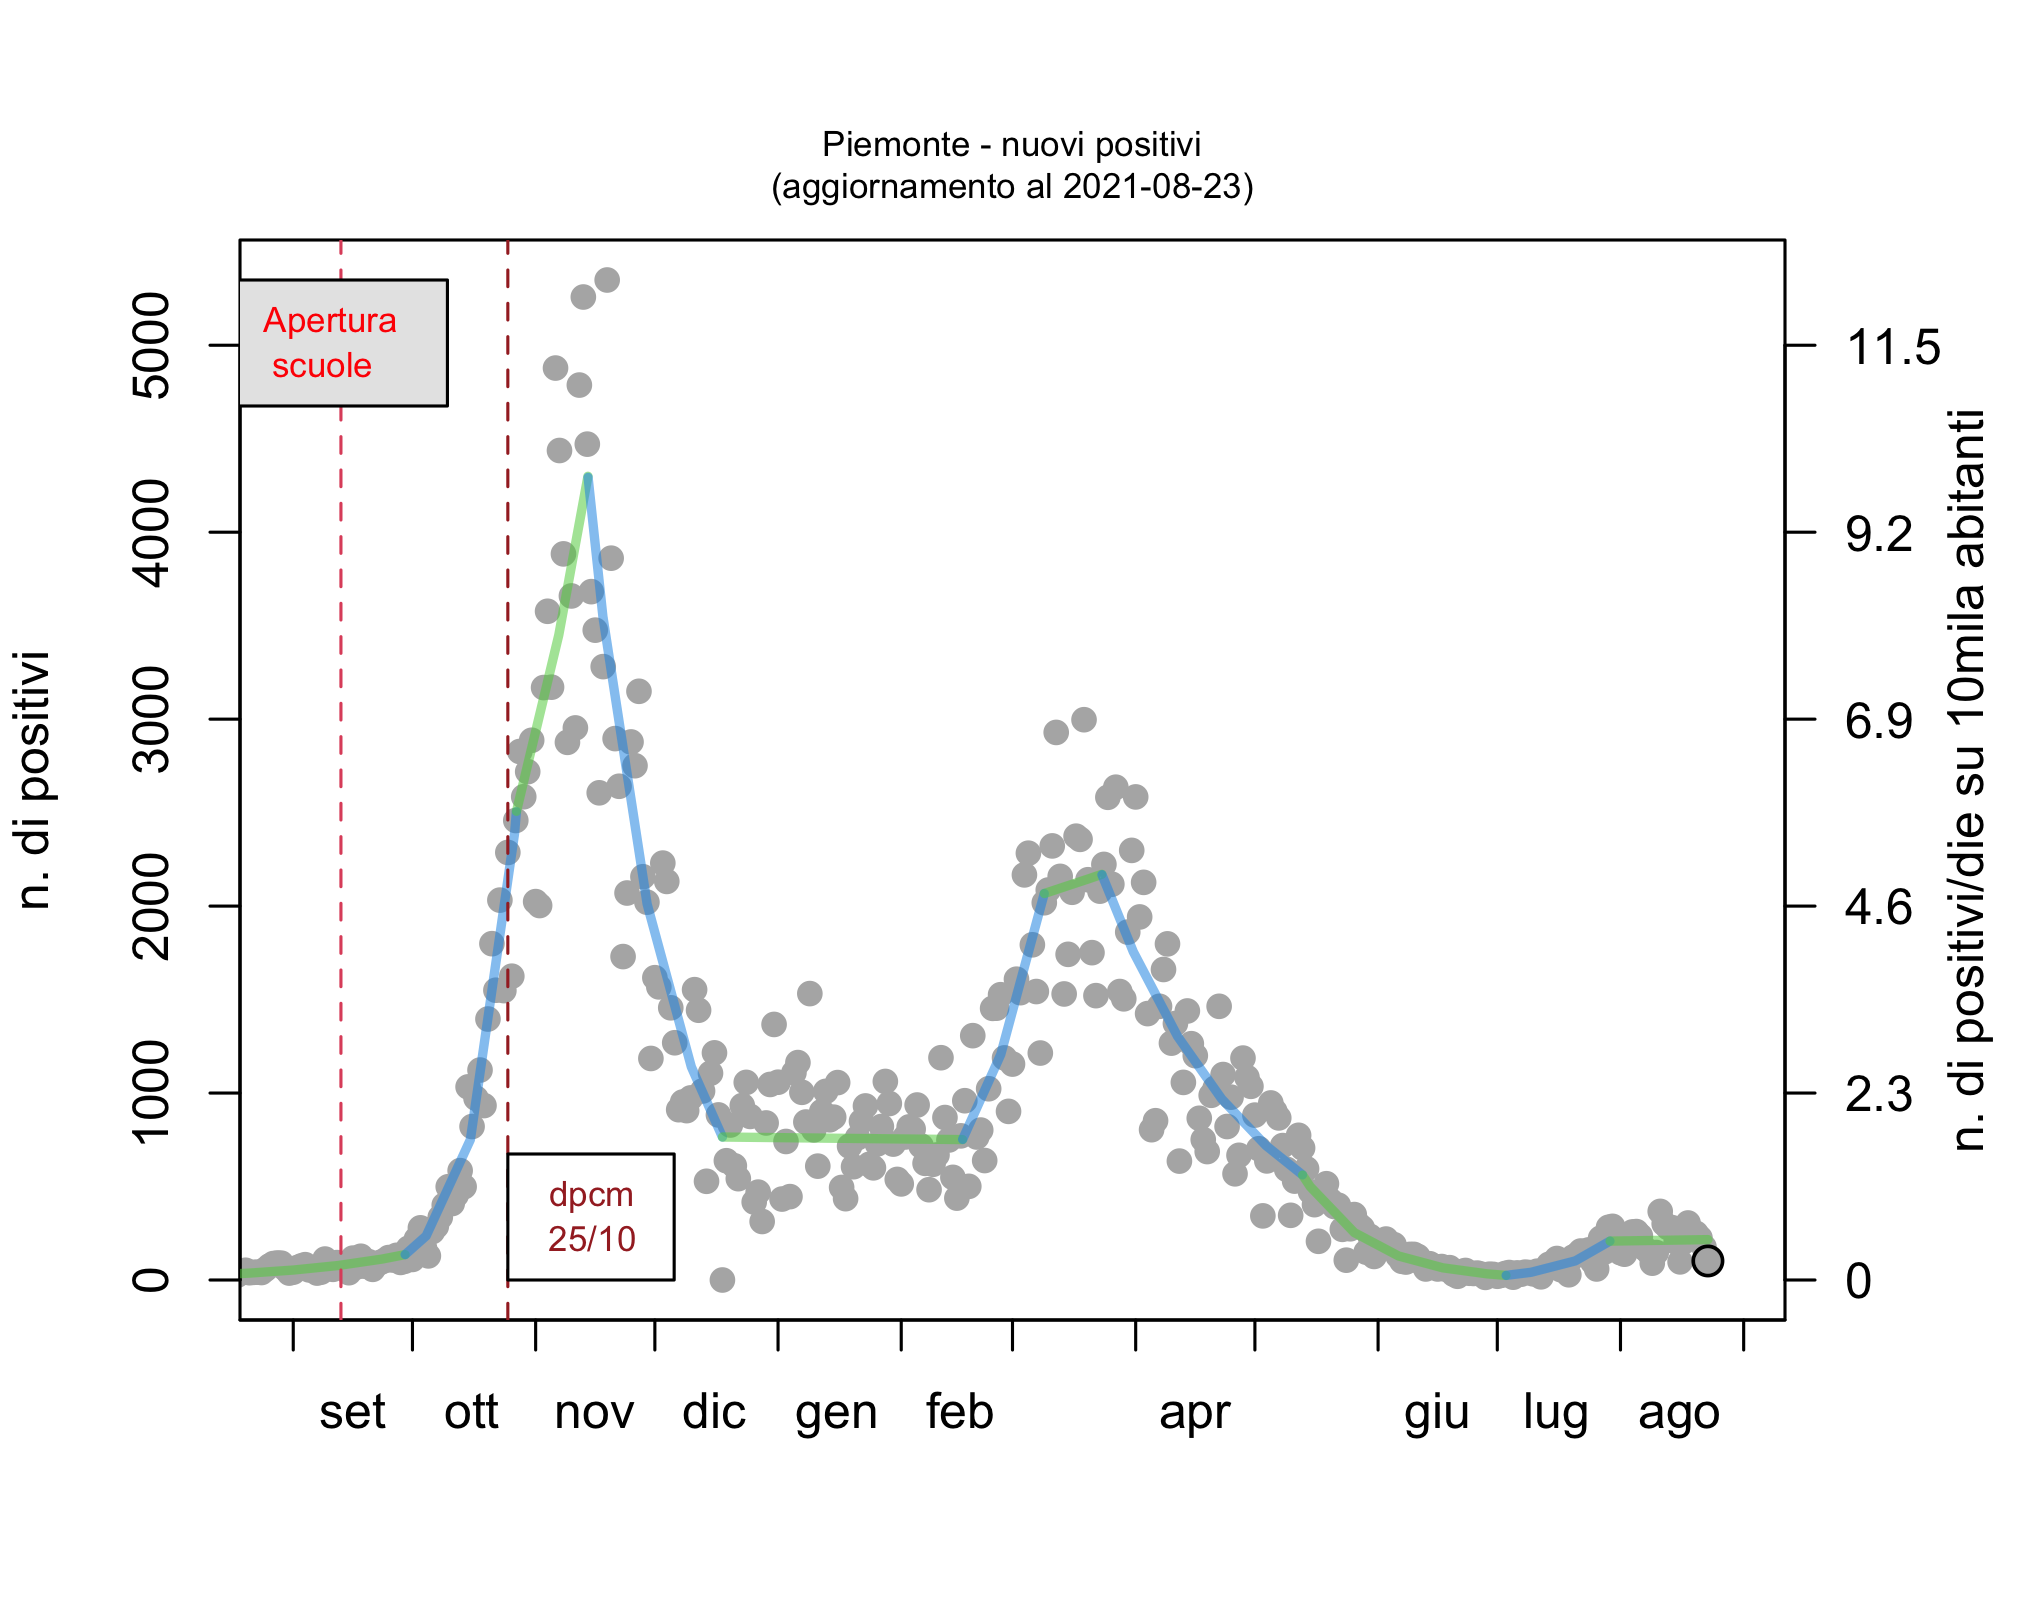 Piemonte - nuovi positivi
(aggiornamento al 2021-08-23)
Apertura
scuole
dpcm
25/10
n. di positivi
0
1000
2000
3000
4000
5000
0
2.3
4.6
6.9
9.2
11.5
n. di positivi/die su 10mila abitanti
set ott nov dic gen feb apr giu lug ago